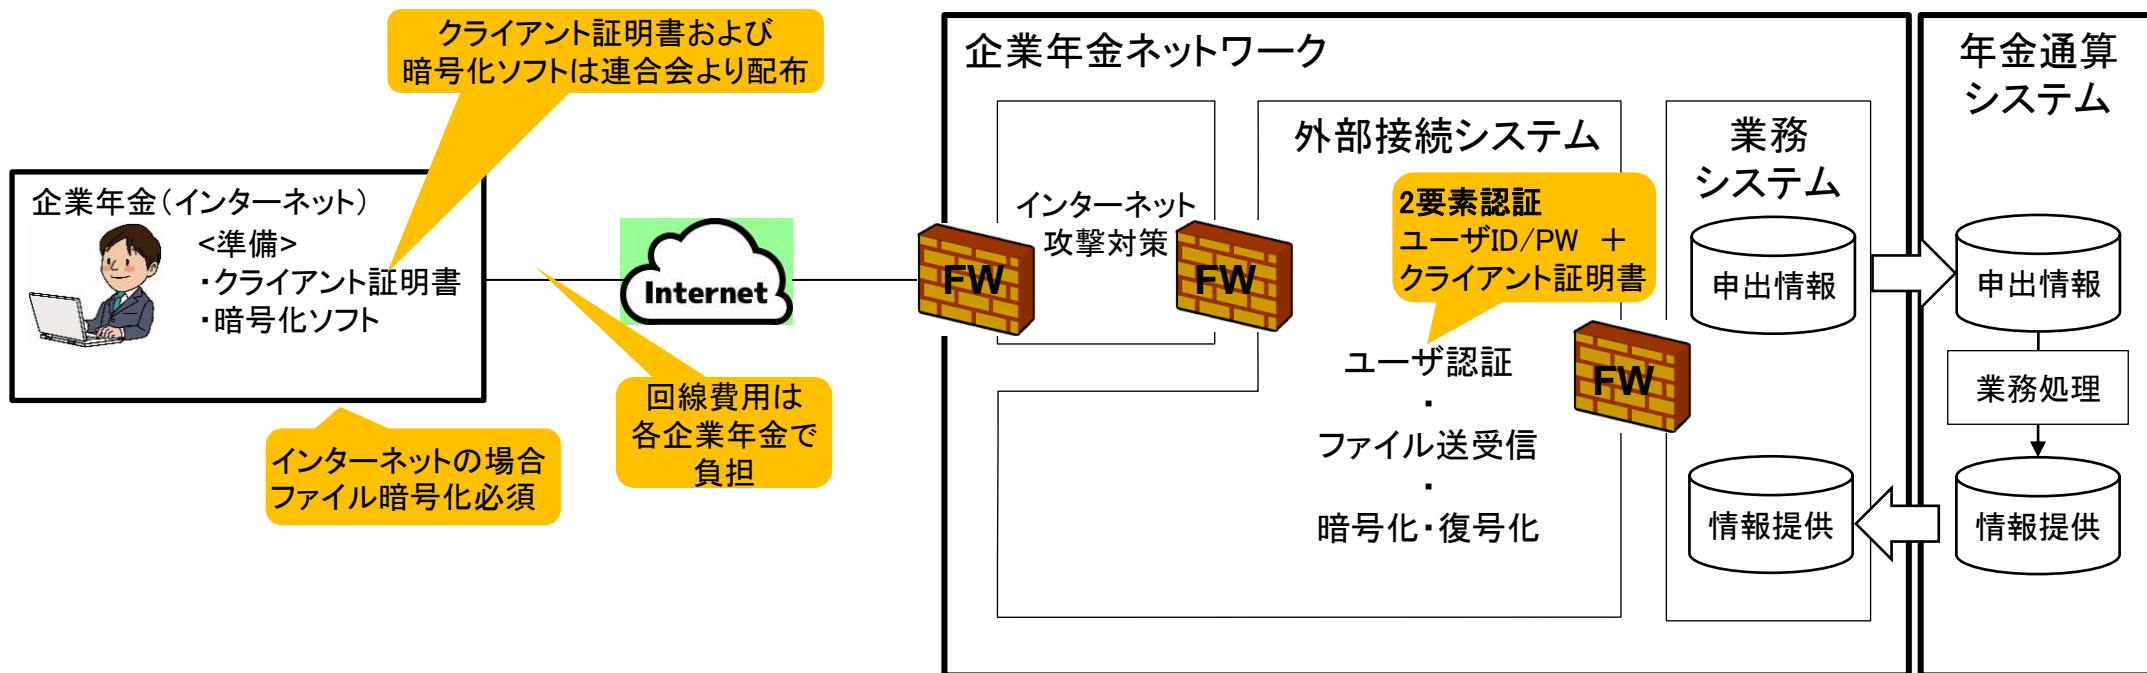 クライアント証明書および
暗号化ソフトは連合会より配布
企業年金（インターネット）
<準備>
・クライアント証明書
・暗号化ソフト
インターネットの場合
ファイル暗号化必須
Internet
回線費用は
各企業年金で
負担
企業年金ネットワーク
インターネット
攻撃対策
FW
FW
外部接続システム
2要素認証
ユーザID/PW ＋
クライアント証明書
ユーザ認証
・
ファイル送受信
・
暗号化・復号化
FW
業務
システム
申出情報
情報提供
年金通算
システム
申出情報
業務処理
情報提供